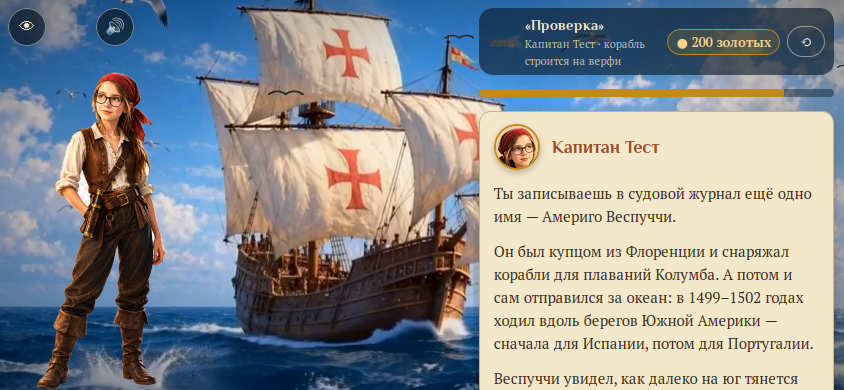 «Проверка»
Капитан Тест · корабль
строится на верфи
200 золотых
Капитан Тест
Ты записываешь в судовой журнал ещё одно
имя — Америго Веспуччи.
Он был купцом из Флоренции и снаряжал
корабли для плаваний Колумба. А потом и
сам отправился за океан: в 1499–1502 годах
ходил вдоль берегов Южной Америки —
сначала для Испании, потом для Португалии.
Веспуччи увидел, как далеко на юг тянется